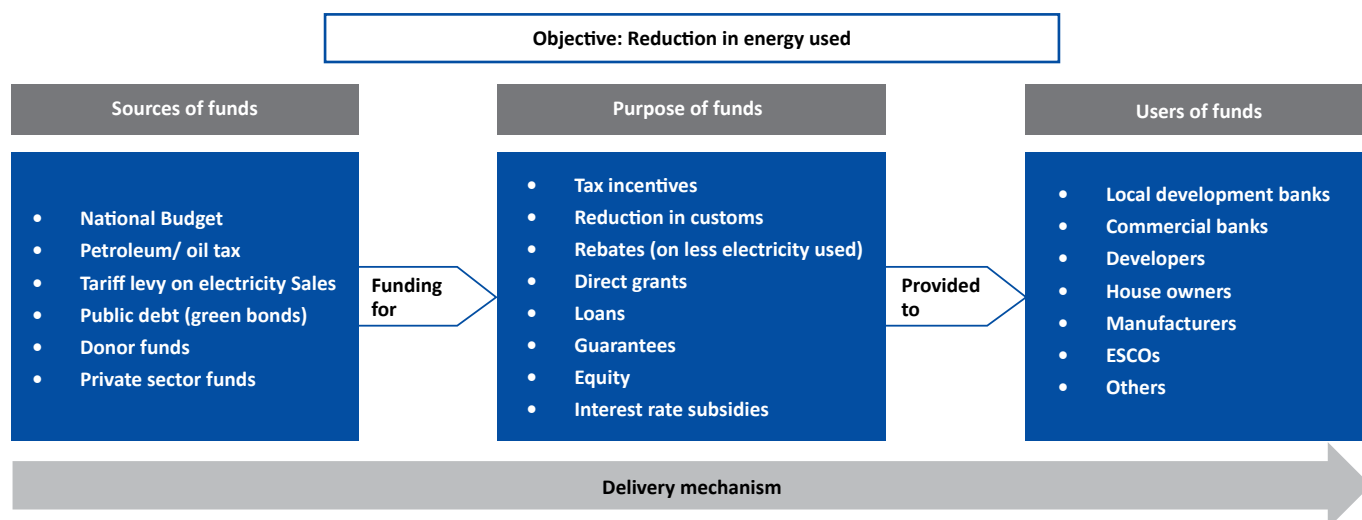 Objective: Reduction in energy used
Sources of funds
• National Budget
• Petroleum/ oil tax
• Tariff levy on electricity Sales
• Public debt (green bonds)
• Donor funds
• Private sector funds
Funding
for
Purpose of funds
• Tax incentives
• Reduction in customs
• Rebates (on less electricity used)
• Direct grants
• Loans
• Guarantees
• Equity
• Interest rate subsidies
Provided
to
Users of funds
• Local development banks
• Commercial banks
• Developers
• House owners
• Manufacturers
• ESCOs
• Others
Delivery mechanism